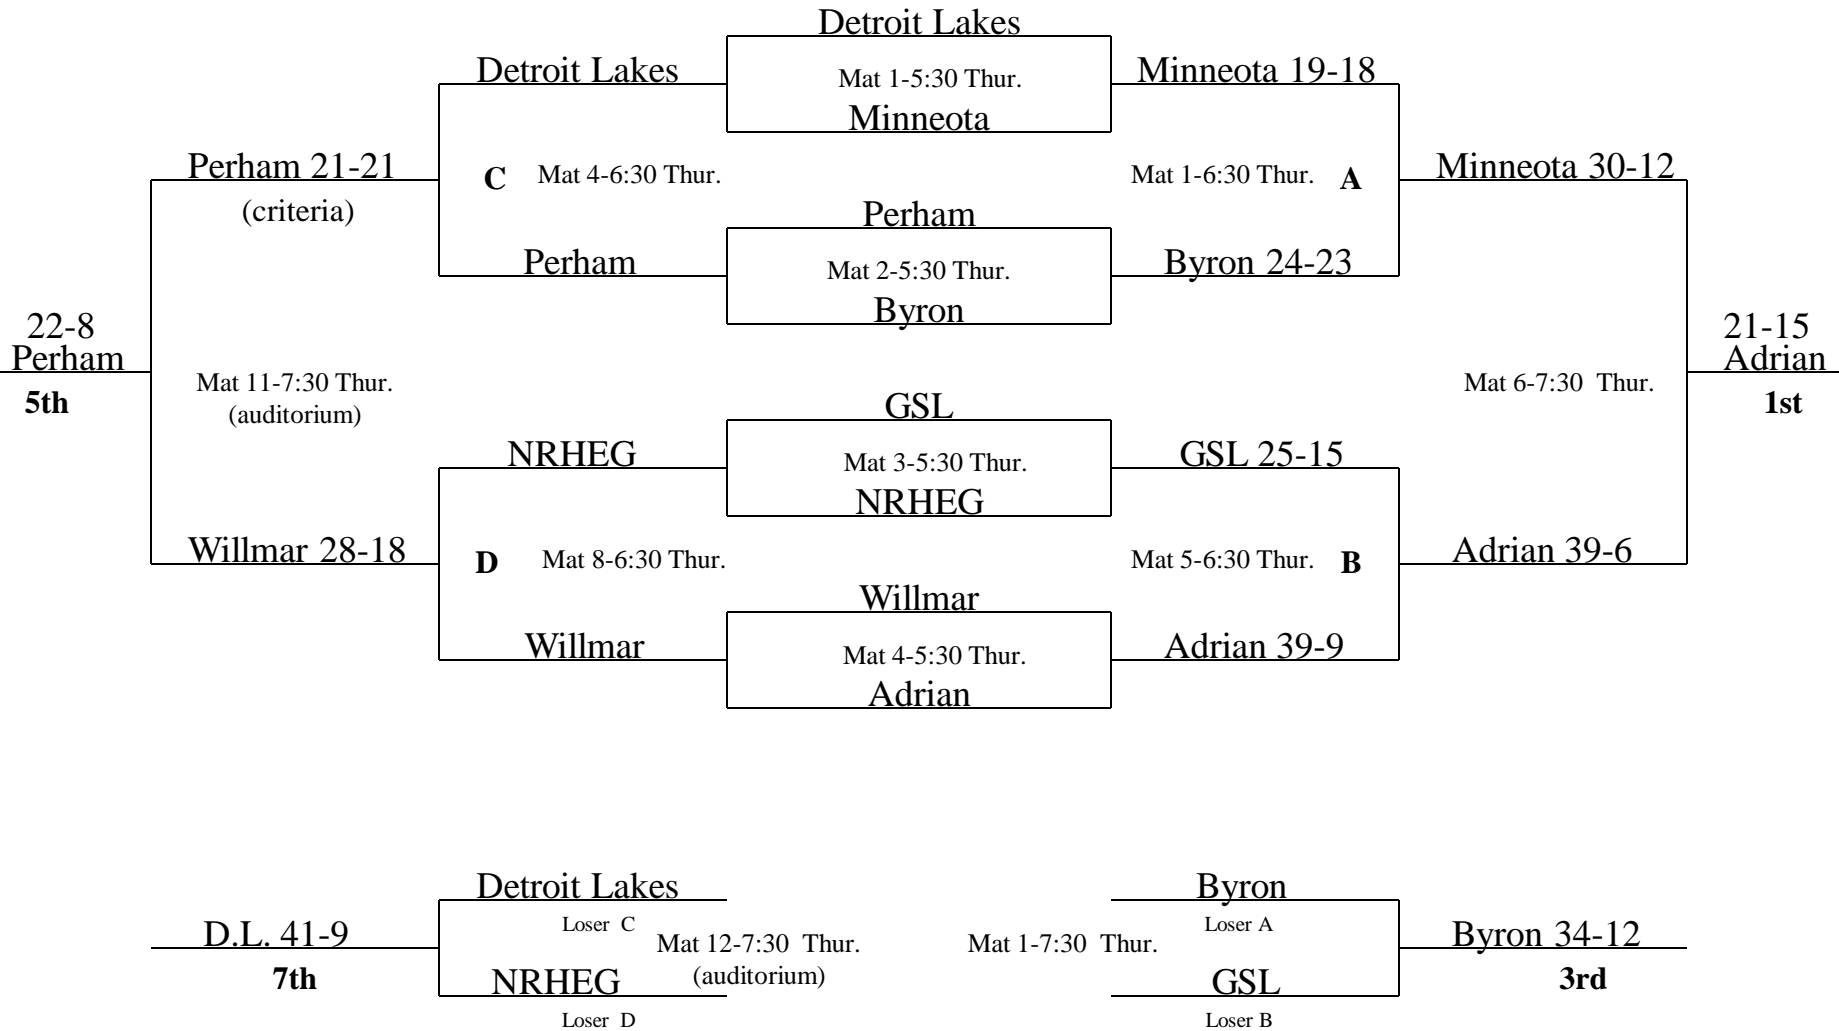 Detroit Lakes
Detroit Lakes
Mat 1-5:30 Thur.
Minneota 19-18
Minneota
Perham 21-21
(criteria)
C
Mat 4-6:30 Thur.
Mat 1-6:30 Thur.
A
Minneota 30-12
Perham
Perham
Mat 2-5:30 Thur.
Byron 24-23
Byron
22-8
Perham
5th
21-15
Adrian
1st
Mat 11-7:30 Thur.
(auditorium)
Mat 6-7:30 Thur.
GSL
NRHEG
Mat 3-5:30 Thur.
GSL 25-15
NRHEG
Willmar 28-18
D
Mat 8-6:30 Thur.
Mat 5-6:30 Thur.
B
Adrian 39-6
Willmar
Willmar
Mat 4-5:30 Thur.
Adrian 39-9
Adrian
Detroit Lakes
Loser C
D.L. 41-9
7th
Mat 12-7:30 Thur.
(auditorium)
NRHEG
Loser D
Byron
Loser A
Mat 1-7:30 Thur.
Byron 34-12
3rd
GSL
Loser B